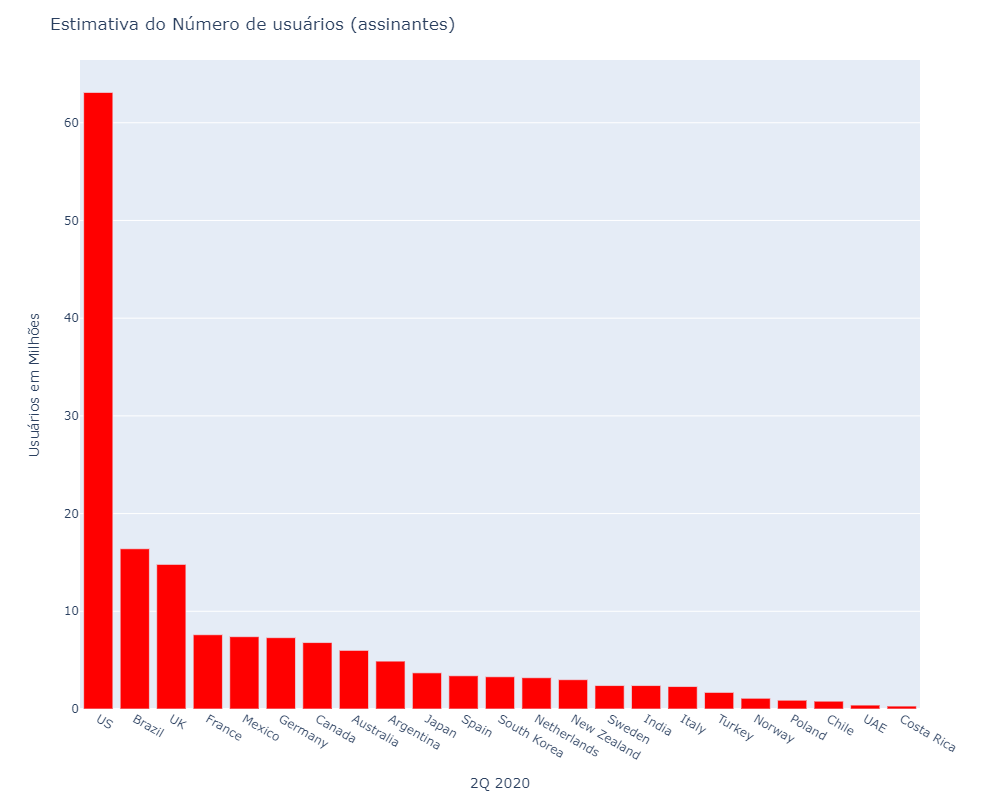 Estimativa do Número de usuários (assinantes)
Usuários em Milhões
60
50
40
30
20
10
0
US
Brazil
UK
France
Mexico
Germany
Canada
Australia
Argentina
Japan
Spain
South Korea
Netherlands
New Zealand
Sweden
India
Italy
Turkey
Norway
Poland
Chile
UAE
Costa Rica
2Q 2020